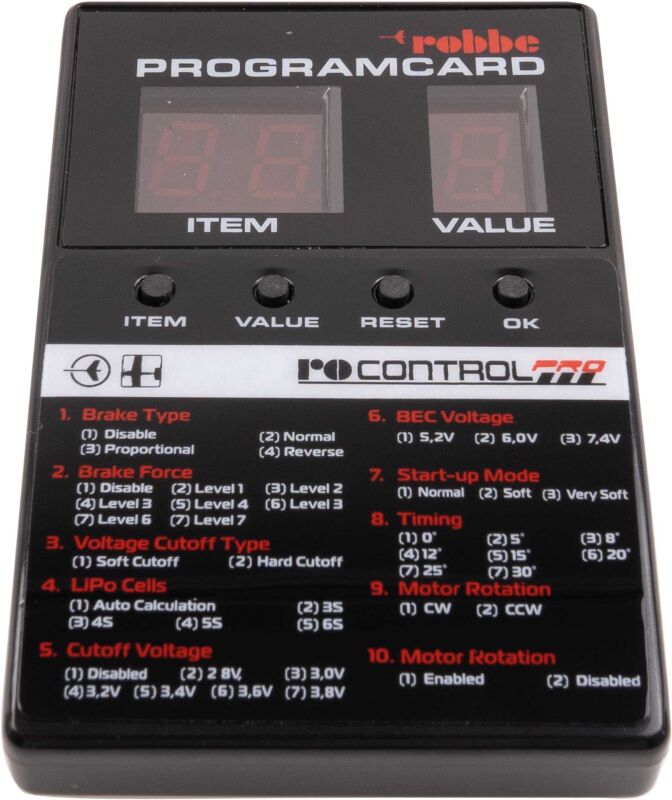 robbe
PROGRAMCARD
ITEM
VALUE
ITEM VALUE RESET OK
ro CONTROL PRO
1. Brake Type
(1) Disable (2) Normal
(3) Proportional (4) Reverse
2. Brake Force
(1) Disable (2) Level 1 (3) Level 2
(4) Level 3 (5) Level 4 (6) Level 3
(7) Level 6 (7) Level 7
3. Voltage Cutoff Type
(1) Soft Cutoff (2) Hard Cutoff
4. LiPo Cells
(1) Auto Calculation (2) 3S
(3) 4S (4) 5S (5) 6S
5. Cutoff Voltage
(1) Disabled (2) 2 8V, (3) 3,0V
(4) 3,2V (5) 3,4V (6) 3,6V (7) 3,8V
6. BEC Voltage
(1) 5,2V (2) 6,0V (3) 7,4V
7. Start-up Mode
(1) Normal (2) Soft (3) Very Soft
8. Timing
(1) 0° (2) 5° (3) 8°
(4) 12° (5) 15° (6) 20°
(7) 25° (7) 30°
9. Motor Rotation
(1) CW (2) CCW
10. Motor Rotation
(1) Enabled (2) Disabled